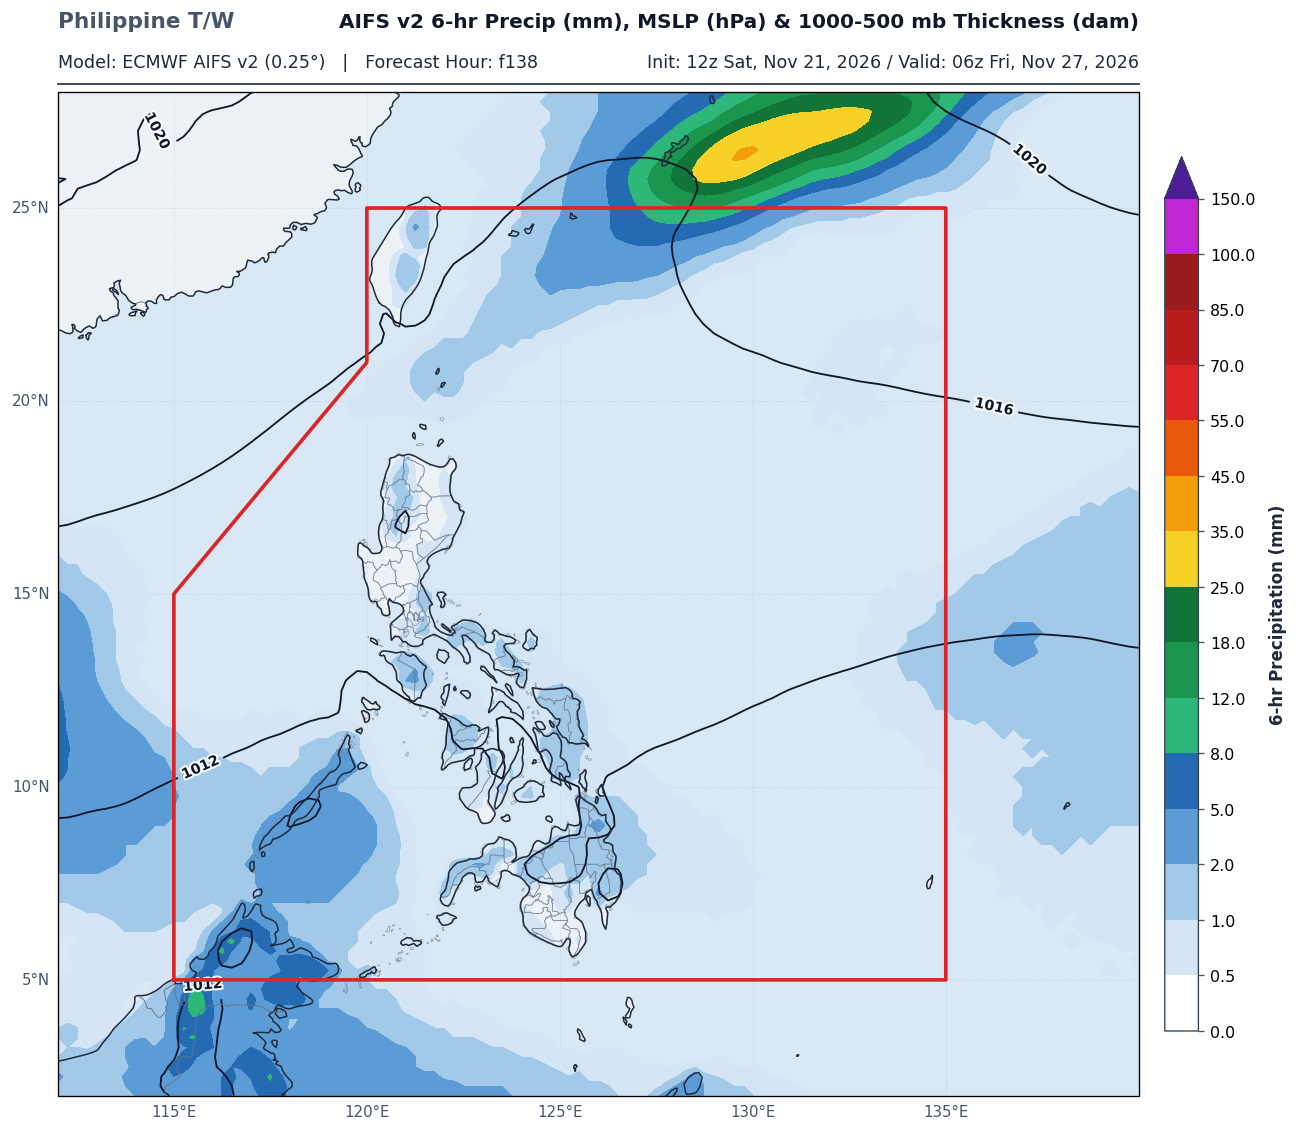 Philippine T/W
AIFS v2 6-hr Precip (mm), MSLP (hPa) & 1000-500 mb Thickness (dam)
Model: ECMWF AIFS v2 (0.25°) | Forecast Hour: f138
Init: 12z Sat, Nov 21, 2026 / Valid: 06z Fri, Nov 27, 2026
1020
1020
1016
1012
1012
25°N
20°N
15°N
10°N
5°N
115°E
120°E
125°E
130°E
135°E
150.0
100.0
85.0
70.0
55.0
45.0
35.0
25.0
18.0
12.0
8.0
5.0
2.0
1.0
0.5
0.0
6-hr Precipitation (mm)